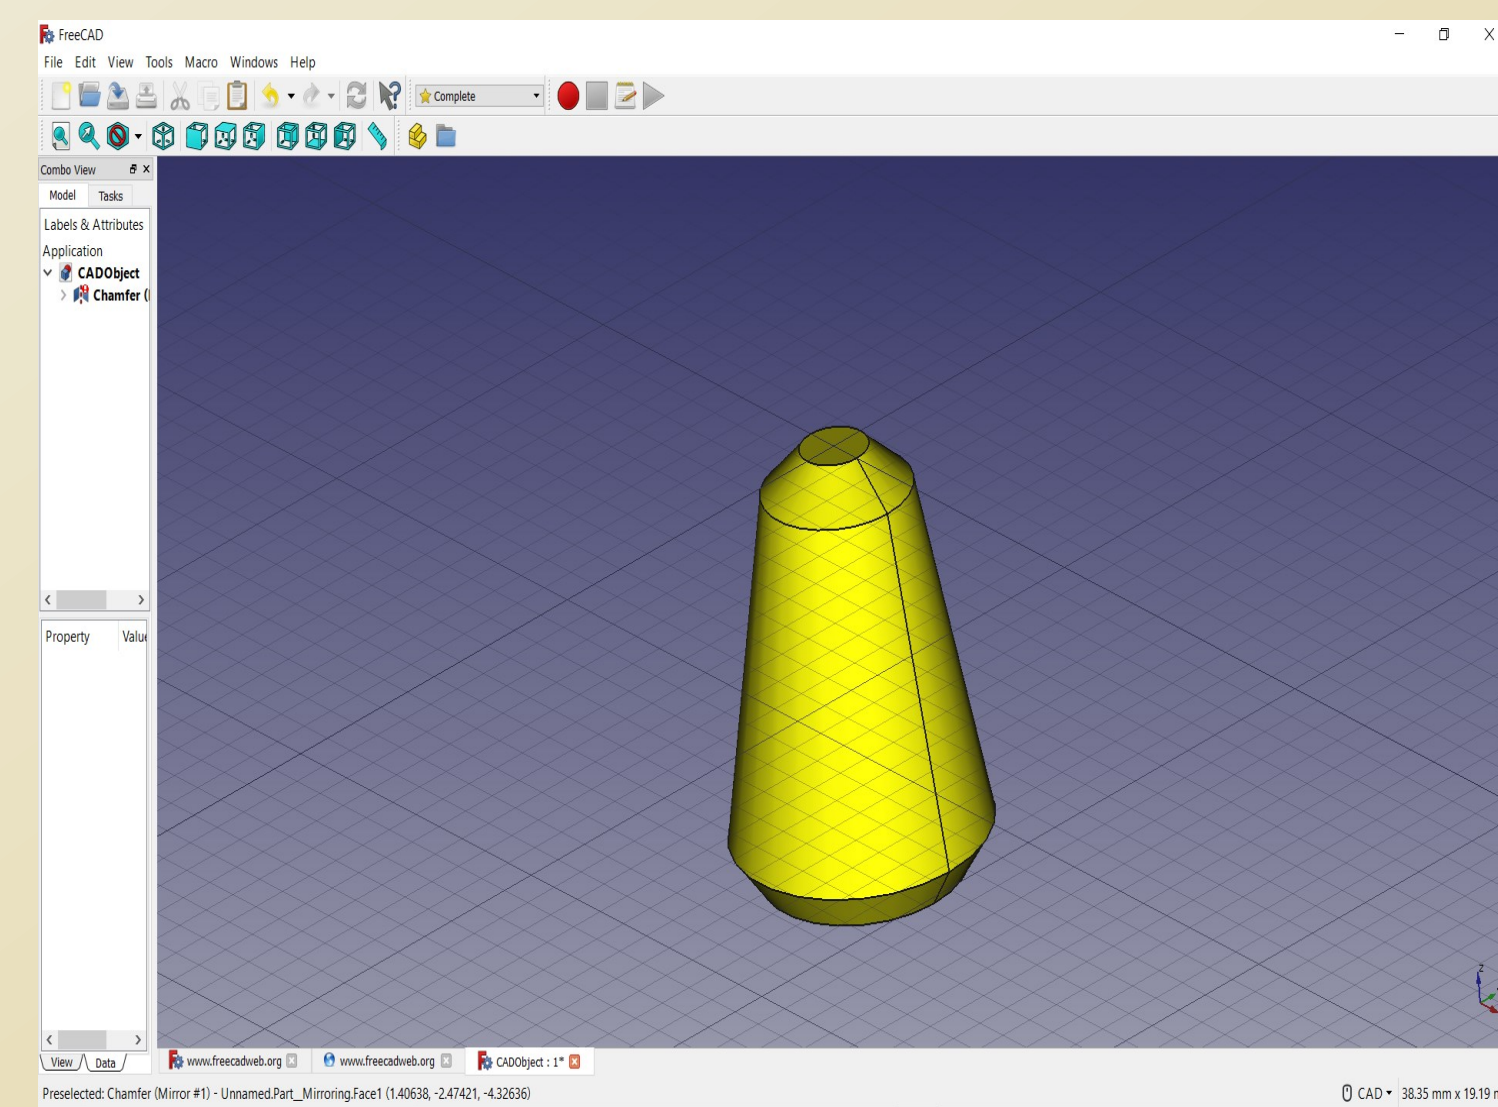 FreeCAD
File Edit View Tools Macro Windows Help
Complete
Combo View
Model Tasks
Labels & Attributes
Application
CADObject
Chamfer (
Property Value
z
View Data
www.freecadweb.org www.freecadweb.org CADObject : 1*
Preselected: Chamfer (Mirror #1) - Unnamed.Part__Mirroring.Face1 (1.40638, -2.47421, -4.32636) CAD 38.35 mm x 19.19